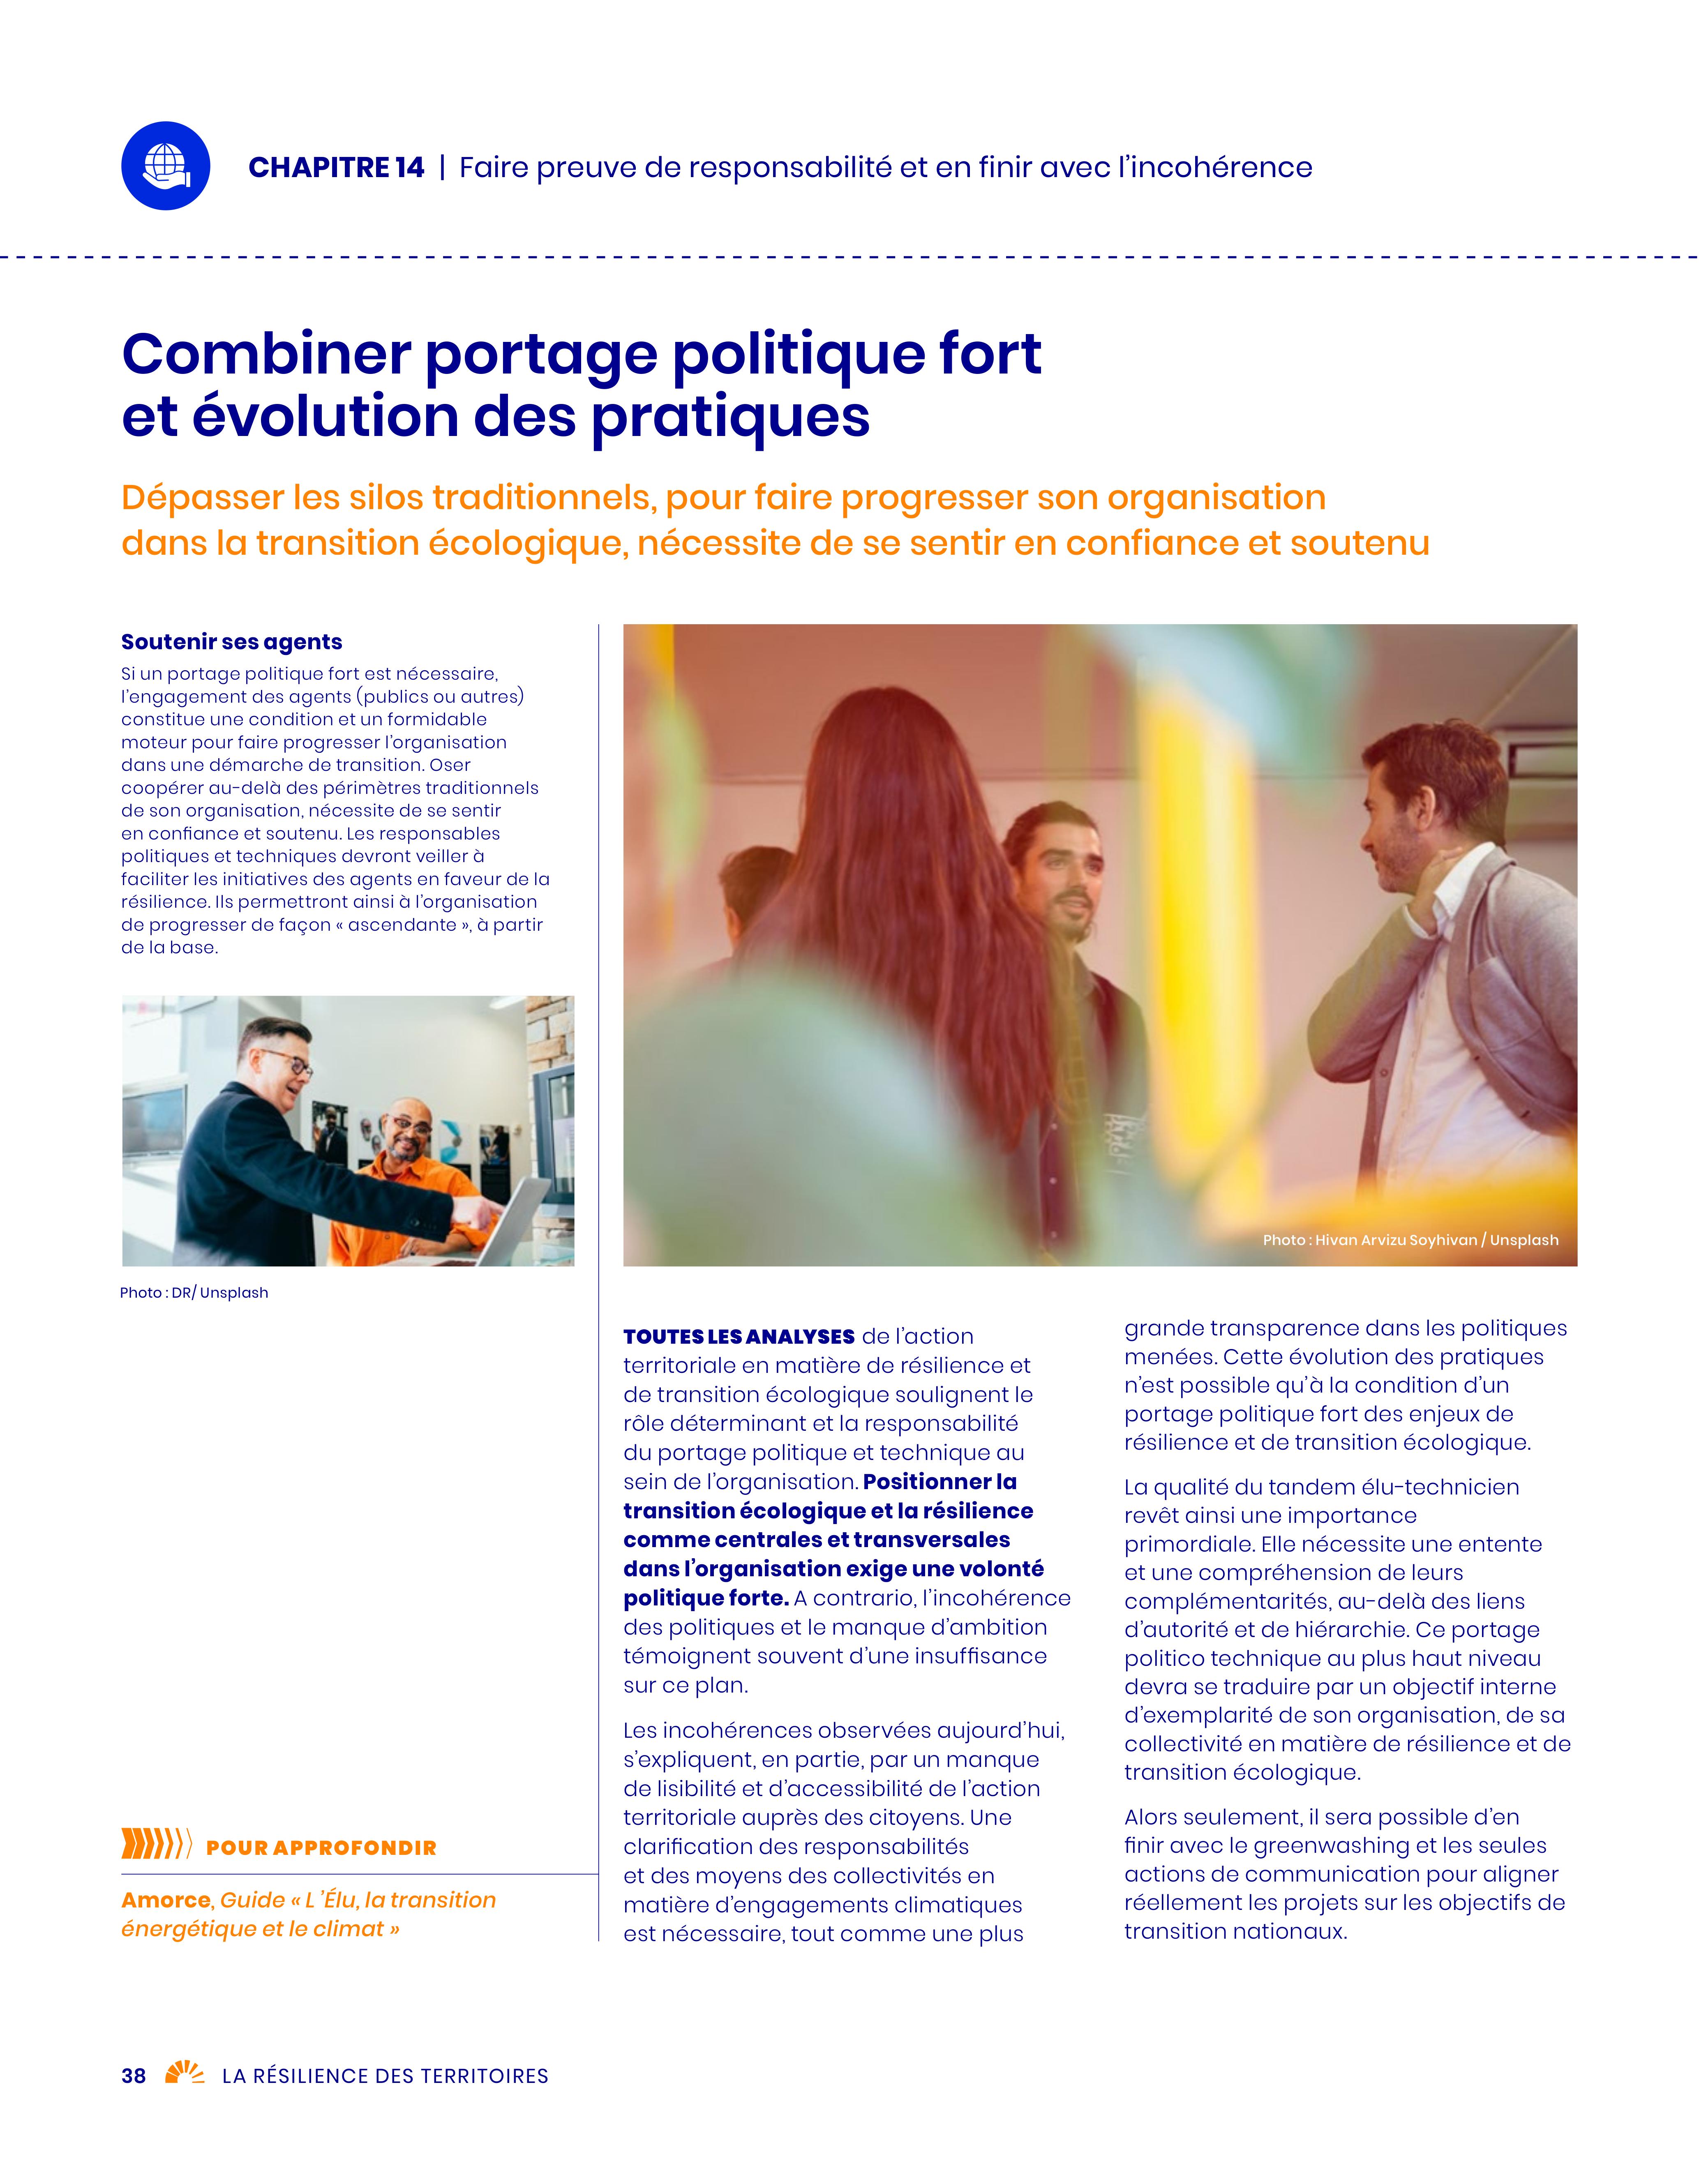 CHAPITRE 14 | Faire preuve de responsabilité et en finir avec l'incohérence
Combiner portage politique fort
et évolution des pratiques
Dépasser les silos traditionnels, pour faire progresser son organisation
dans la transition écologique, nécessite de se sentir en confiance et soutenu
Soutenir ses agents
Si un portage politique fort est nécessaire,
l'engagement des agents (publics ou autres)
constitue une condition et un formidable
moteur pour faire progresser l'organisation
dans une démarche de transition. Oser
coopérer au-delà des périmètres traditionnels
de son organisation, nécessite de se sentir
en confiance et soutenu. Les responsables
politiques et techniques devront veiller à
faciliter les initiatives des agents en faveur de la
résilience. Ils permettront ainsi à l'organisation
de progresser de façon « ascendante », à partir
de la base.
Photo : DR/ Unsplash
POUR APPROFONDIR
Amorce, Guide « L 'Élu, la transition
énergétique et le climat »
Photo : Hivan Arvizu Soyhivan / Unsplash
TOUTES LES ANALYSES de l'action
territoriale en matière de résilience et
de transition écologique soulignent le
rôle déterminant et la responsabilité
du portage politique et technique au
sein de l'organisation. Positionner la
transition écologique et la résilience
comme centrales et transversales
dans l'organisation exige une volonté
politique forte. A contrario, l'incohérence
des politiques et le manque d'ambition
témoignent souvent d'une insuffisance
sur ce plan.
Les incohérences observées aujourd'hui,
s'expliquent, en partie, par un manque
de lisibilité et d'accessibilité de l'action
territoriale auprès des citoyens. Une
clarification des responsabilités
et des moyens des collectivités en
matière d'engagements climatiques
est nécessaire, tout comme une plus
grande transparence dans les politiques
menées. Cette évolution des pratiques
n'est possible qu'à la condition d'un
portage politique fort des enjeux de
résilience et de transition écologique.
La qualité du tandem élu-technicien
revêt ainsi une importance
primordiale. Elle nécessite une entente
et une compréhension de leurs
complémentarités, au-delà des liens
d'autorité et de hiérarchie. Ce portage
politico technique au plus haut niveau
devra se traduire par un objectif interne
d'exemplarité de son organisation, de sa
collectivité en matière de résilience et de
transition écologique.
Alors seulement, il sera possible d'en
finir avec le greenwashing et les seules
actions de communication pour aligner
réellement les projets sur les objectifs de
transition nationaux.
38 LA RÉSILIENCE DES TERRITOIRES